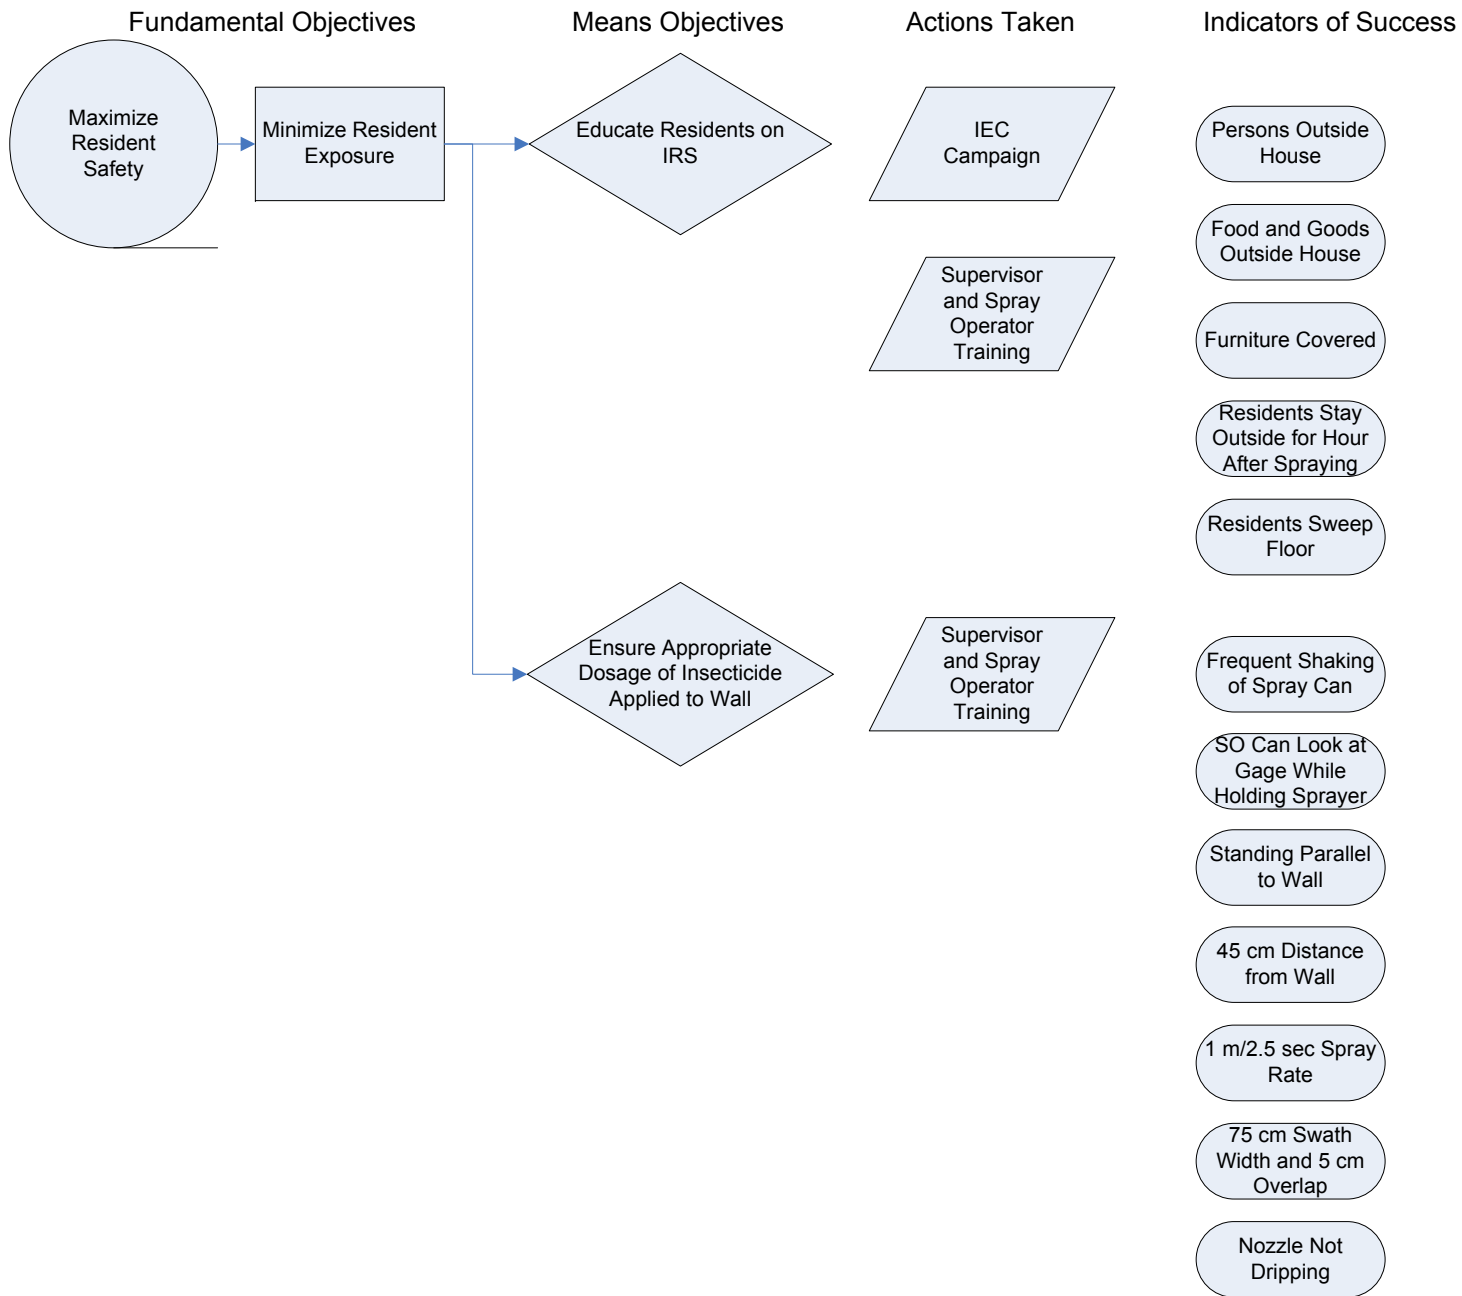 Fundamental Objectives
Means Objectives
Actions Taken
Indicators of Success
Maximize
Resident
Safety
Minimize Resident
Exposure
Educate Residents on
IRS
IEC
Campaign
Supervisor
and Spray
Operator
Training
Persons Outside
House
Food and Goods
Outside House
Furniture Covered
Residents Stay
Outside for Hour
After Spraying
Residents Sweep
Floor
Ensure Appropriate
Dosage of Insecticide
Applied to Wall
Supervisor
and Spray
Operator
Training
Frequent Shaking
of Spray Can
SO Can Look at
Gage While
Holding Sprayer
Standing Parallel
to Wall
45 cm Distance
from Wall
1 m/2.5 sec Spray
Rate
75 cm Swath
Width and 5 cm
Overlap
Nozzle Not
Dripping